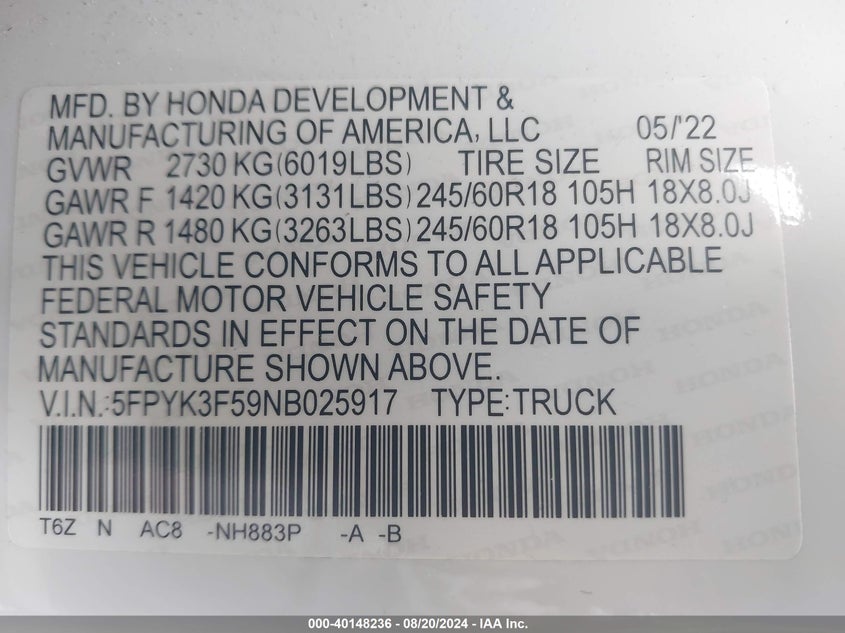 MFD. BY HONDA DEVELOPMENT &
MANUFACTURING OF AMERICA, LLC 05/'22
GVWR 2730 KG(6019LBS) TIRE SIZE RIM SIZE
GAWR F 1420 KG(3131LBS) 245/60R18 105H 18X8.0J
GAWR R 1480 KG(3263LBS) 245/60R18 105H 18X8.0J
THIS VEHICLE CONFORMS TO ALL APPLICABLE
FEDERAL MOTOR VEHICLE SAFETY
STANDARDS IN EFFECT ON THE DATE OF
MANUFACTURE SHOWN ABOVE.
V.I.N.:5FPYK3F59NB025917 TYPE:TRUCK
T6Z N AC8 -NH883P -A -B
000-40148236 - 08/20/2024 - IAA Inc.